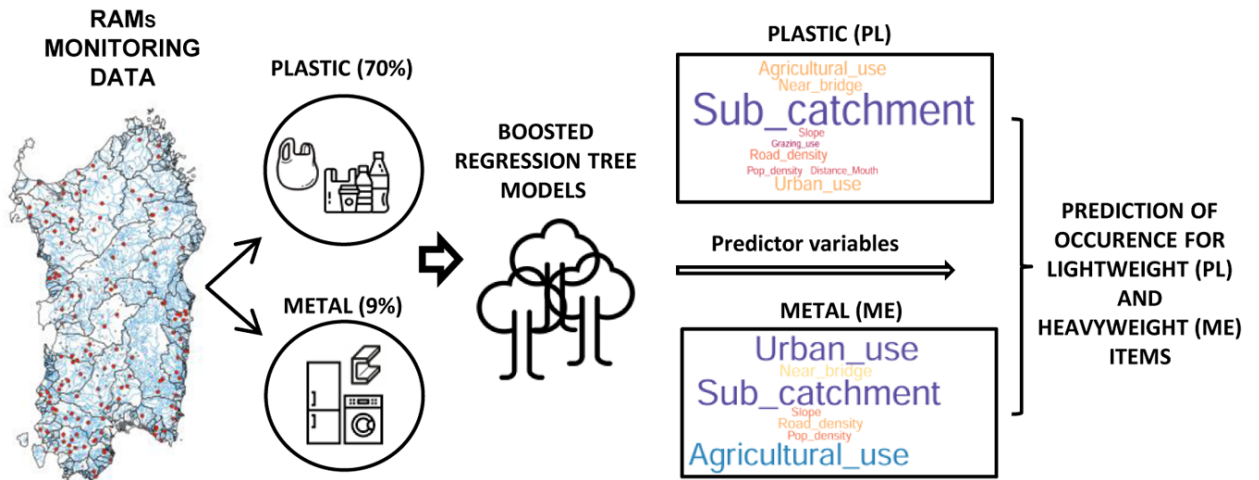 RAMs
MONITORING
DATA
PLASTIC (70%)
METAL (9%)
BOOSTED
REGRESSION TREE
MODELS
PLASTIC (PL)
Agricultural_use
Near_bridge
Sub_catchment
Slope
Grazing_use
Road_density
Pop_density Distance_Mouth
Urban_use
Predictor variables
METAL (ME)
Urban_use
Near_bridge
Sub_catchment
Slope
Road_density
Pop_density
Agricultural_use
PREDICTION OF
OCCURENCE FOR
LIGHTWEIGHT (PL)
AND
HEAVYWEIGHT (ME)
ITEMS